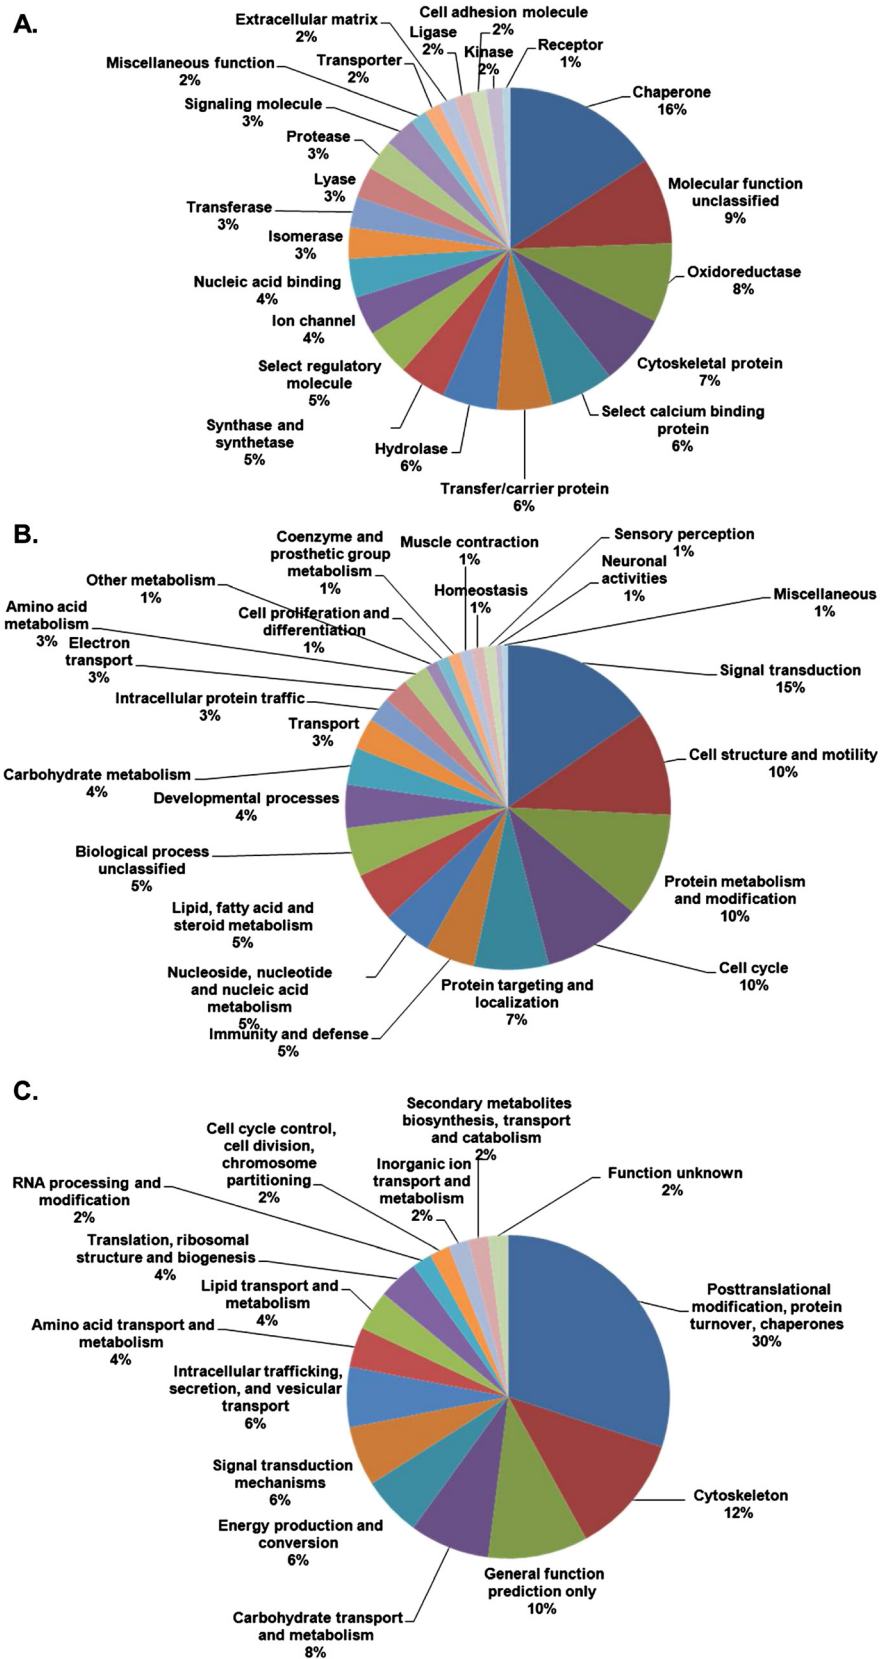 A.
Extracellular matrix
2%
Cell adhesion molecule
2%
Ligase
2%
Kinase
2%
Receptor
1%
Miscellaneous function
2%
Transporter
2%
Chaperone
16%
Signaling molecule
3%
Protease
3%
Lyase
3%
Molecular function
unclassified
9%
Transferase
3%
Isomerase
3%
Oxidoreductase
8%
Nucleic acid binding
4%
Ion channel
4%
Cytoskeletal protein
7%
Select regulatory
molecule
5%
Select calcium binding
protein
6%
Synthase and
synthetase
5%
Hydrolase
6%
Transfer/carrier protein
6%
B.
Coenzyme and
prosthetic group
metabolism
1%
Muscle contraction
1%
Sensory perception
1%
Neuronal
activities
1%
Other metabolism
1%
Homeostasis
1%
Miscellaneous
1%
Amino acid
metabolism
3%
Cell proliferation and
differentiation
1%
Electron
transport
3%
Signal transduction
15%
Intracellular protein traffic
3%
Transport
3%
Cell structure and motility
10%
Carbohydrate metabolism
4%
Developmental processes
4%
Biological process
unclassified
5%
Protein metabolism
and modification
10%
Lipid, fatty acid and
steroid metabolism
5%
Cell cycle
10%
Nucleoside, nucleotide
and nucleic acid
metabolism
5%
Protein targeting and
localization
7%
Immunity and defense
5%
C.
Secondary metabolites
biosynthesis, transport
and catabolism
2%
Cell cycle control,
cell division,
chromosome
partitioning
2%
Inorganic ion
transport and
metabolism
2%
Function unknown
2%
RNA processing and
modification
2%
Translation, ribosomal
structure and biogenesis
4%
Lipid transport and
metabolism
4%
Posttranslational
modification, protein
turnover, chaperones
30%
Amino acid transport and
metabolism
4%
Intracellular trafficking,
secretion, and vesicular
transport
6%
Signal transduction
mechanisms
6%
Cytoskeleton
12%
Energy production and
conversion
6%
General function
prediction only
10%
Carbohydrate transport
and metabolism
8%